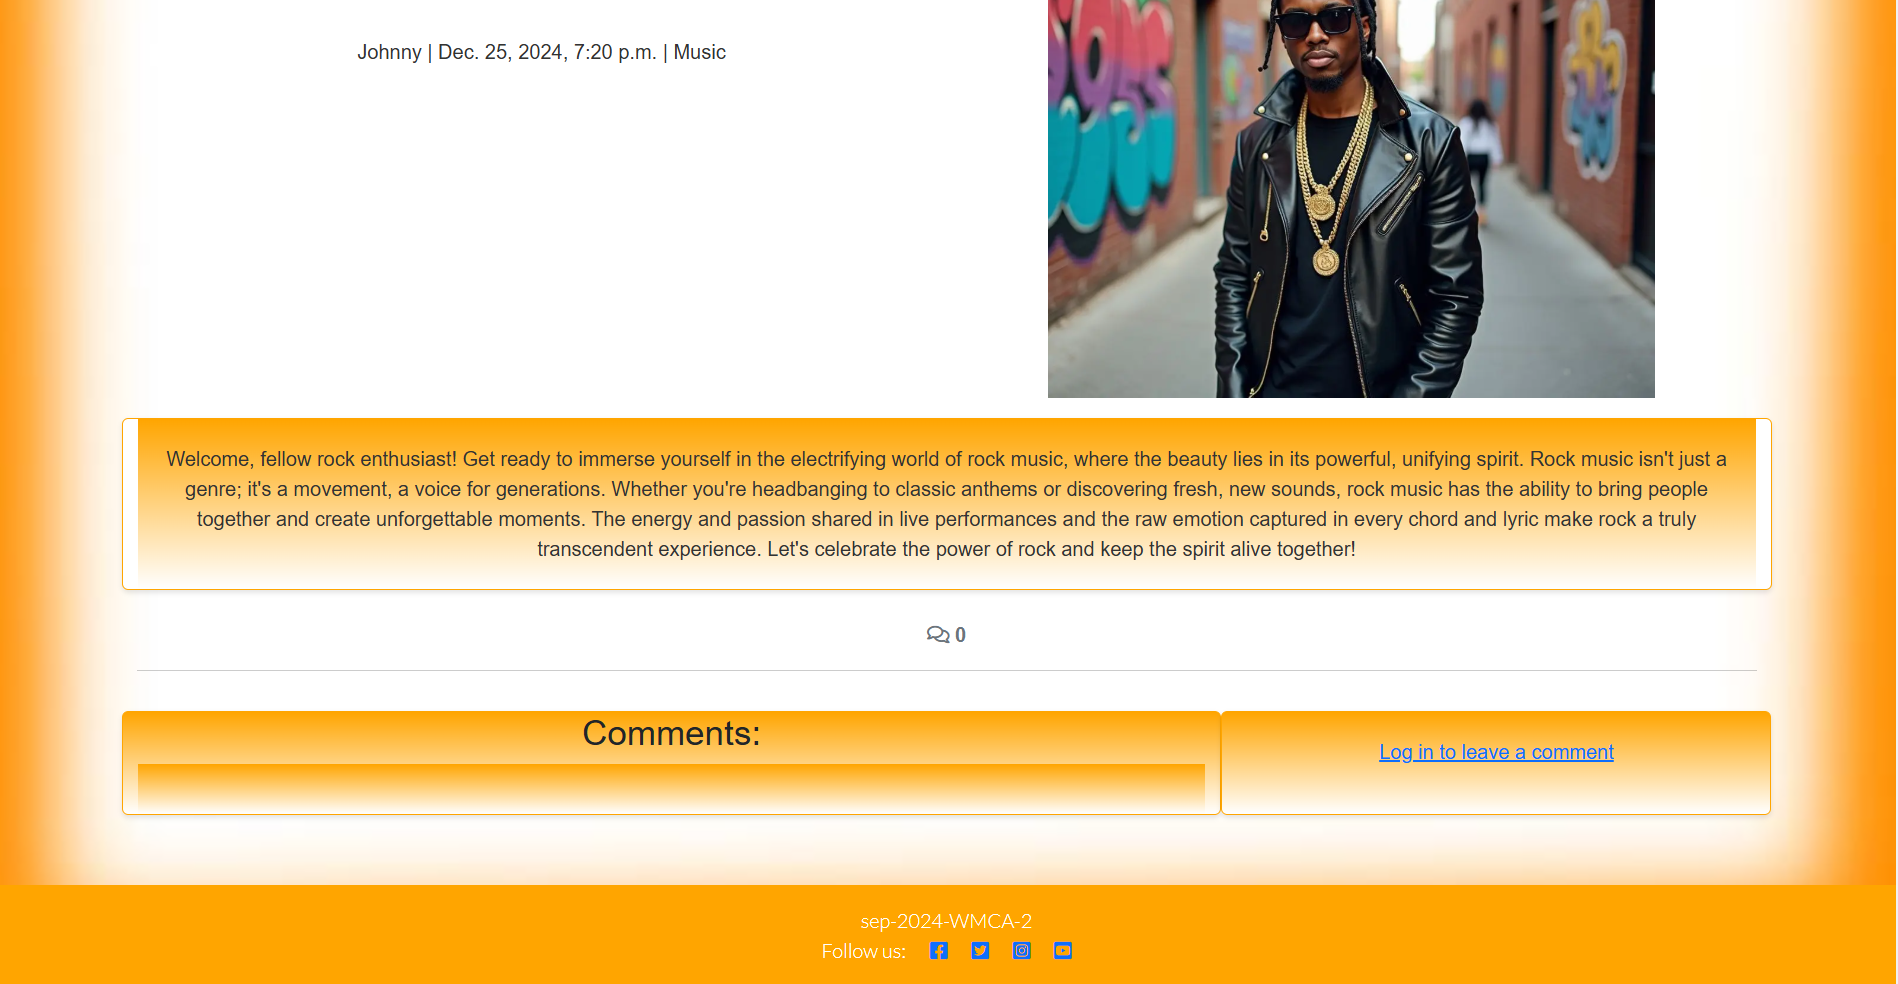 Johnny | Dec. 25, 2024, 7:20 p.m. | Music
Welcome, fellow rock enthusiast! Get ready to immerse yourself in the electrifying world of rock music, where the beauty lies in its powerful, unifying spirit. Rock music isn't just a
genre; it's a movement, a voice for generations. Whether you're headbanging to classic anthems or discovering fresh, new sounds, rock music has the ability to bring people
together and create unforgettable moments. The energy and passion shared in live performances and the raw emotion captured in every chord and lyric make rock a truly
transcendent experience. Let's celebrate the power of rock and keep the spirit alive together!
0
Comments:
Log in to leave a comment
sep-2024-WMCA-2
Follow us: